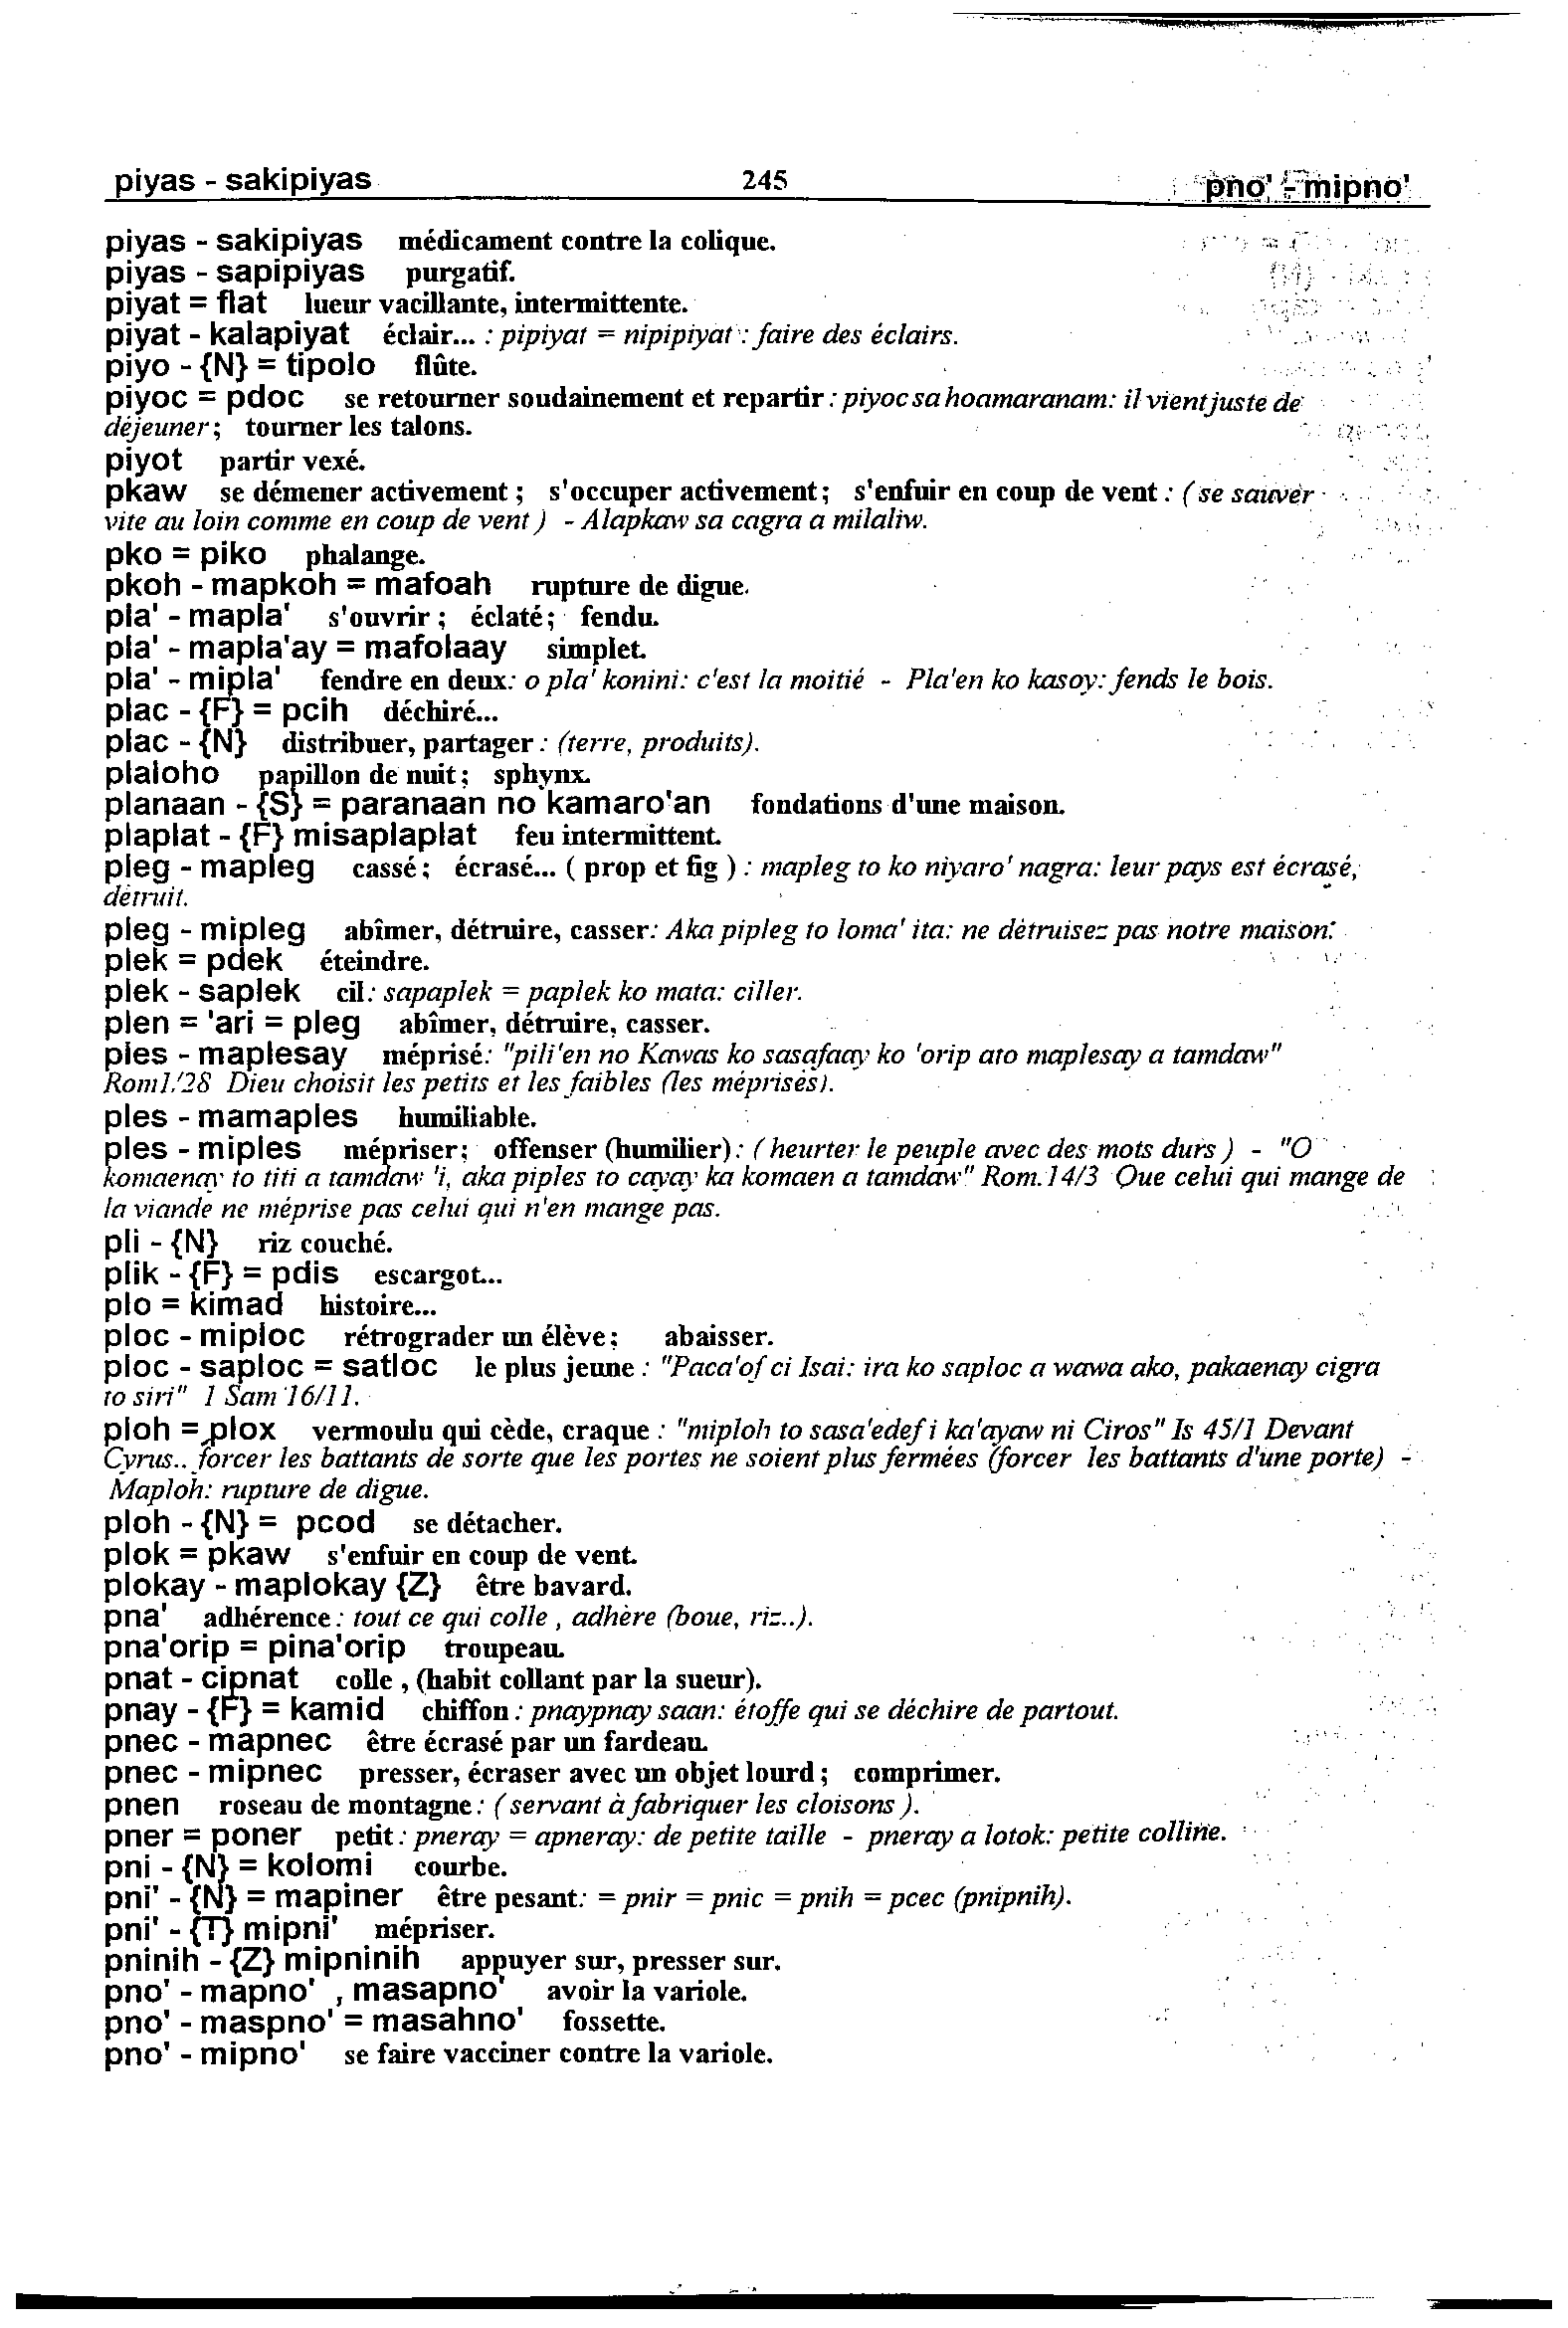 piyas - sakipiyas 245 pno' - mipno'
piyas - sakipiyas médicament contre la colique.
piyas - sapipiyas purgatif.
piyat = flat lueur vacillante, intermittente.
piyat - kalapiyat éclair... : pipiyat = nipipiyat : faire des éclairs.
piyo - {N} = tipolo flûte.
piyoc = pdoc se retourner soudainement et repartir : piyoc sa hoamaranam: il vient juste de
déjeuner ; tourner les talons.
piyot partir vexé.
pkaw se démener activement ; s'occuper activement ; s'enfuir en coup de vent : ( se sauver
vite au loin comme en coup de vent ) - Alapkaw sa cagra a milaliw.
pko = piko phalange.
pkoh - mapkoh = mafoah rupture de digue.
pla' - mapla' s'ouvrir ; éclaté ; fendu.
pla' - mapla'ay = mafolaay simplet.
pla' - mipla' fendre en deux: o pla' konini: c'est la moitié - Pla'en ko kasoy: fends le bois.
plac - {F} = pcih déchiré...
plac - {N} distribuer, partager : (terre, produits).
plaloho papillon de nuit ; sphynx.
planaan - {S} = paranaan no kamaro'an fondations d'une maison.
plaplat - {F} misaplaplat feu intermittent.
pleg - mapleg cassé ; écrasé... ( prop et fig ) : mapleg to ko niyaro' nagra: leur pays est écrasé,
détruit.
pleg - mipleg abîmer, détruire, casser: Aka pipleg to loma' ita: ne détruisez pas notre maison.
plek = pdek éteindre.
plek - saplek cil: sapaplek = paplek ko mata: ciller.
plen = 'ari = pleg abîmer, détruire, casser.
ples - maplesay méprisé: "pili'en no Kawas ko sasafaay ko 'orip ato maplesay a tamdaw"
Rom1/28 Dieu choisit les petits et les faibles (les méprisés).
ples - mamaples humiliable.
ples - miples mépriser; offenser (humilier) : ( heurter le peuple avec des mots durs ) - "O
komaenay to titi a tamdaw 'i, aka piples to cayay ka komaen a tamdaw" Rom.14/3 Que celui qui mange de
la viande ne méprise pas celui qui n'en mange pas.
pli - {N} riz couché.
plik - {F} = pdis escargot...
plo = kimad histoire...
ploc - miploc rétrograder un élève ; abaisser.
ploc - saploc = satloc le plus jeune : "Paca'of ci Isai: ira ko saploc a wawa ako, pakaenay cigra
to siri" 1 Sam 16/11.
ploh = plox vermoulu qui cède, craque : "miploh to sasa'edef i ka'ayaw ni Ciros" Is 45/1 Devant
Cyrus.. forcer les battants de sorte que les portes ne soient plus fermées (forcer les battants d'une porte) -
Maploh: rupture de digue.
ploh - {N} = pcod se détacher.
plok = pkaw s'enfuir en coup de vent.
plokay - maplokay {Z} être bavard.
pna' adhérence : tout ce qui colle , adhère (boue, riz..).
pna'orip = pina'orip troupeau.
pnat - cipnat colle , (habit collant par la sueur).
pnay - {F} = kamid chiffon : pnaypnay saan: étoffe qui se déchire de partout.
pnec - mapnec être écrasé par un fardeau.
pnec - mipnec presser, écraser avec un objet lourd ; comprimer.
pnen roseau de montagne : ( servant à fabriquer les cloisons ).
pner = poner petit : pneray = apneray: de petite taille - pneray a lotok: petite colline.
pni - {N} = kolomi courbe.
pni' - {N} = mapiner être pesant: = pnir = pnic = pnih = pcec (pnipnih).
pni' - {T} mipni' mépriser.
pninih - {Z} mipninih appuyer sur, presser sur.
pno' - mapno' , masapno' avoir la variole.
pno' - maspno' = masahno' fossette.
pno' - mipno' se faire vacciner contre la variole.